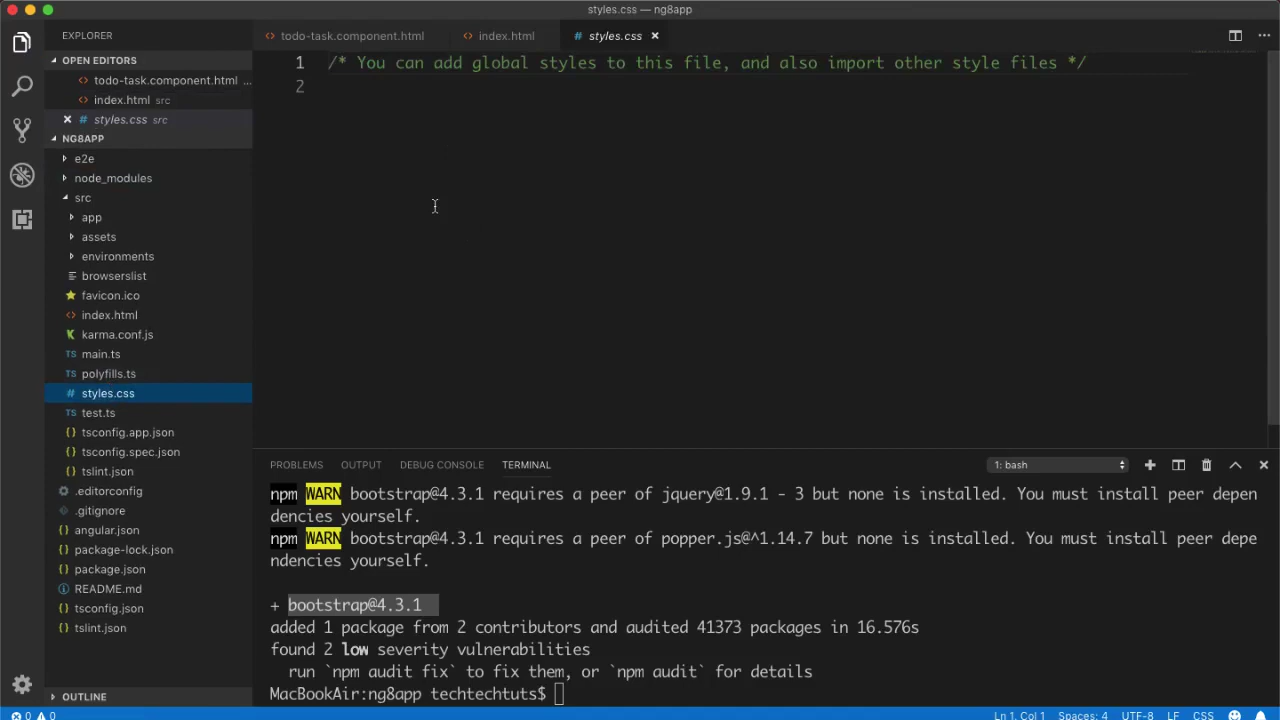 styles.css — ng8app
EXPLORER
OPEN EDITORS
todo-task.component.html ...
index.html src
styles.css src
NG8APP
e2e
node_modules
src
app
assets
environments
browserslist
favicon.ico
index.html
karma.conf.js
TS main.ts
TS polyfills.ts
# styles.css
TS test.ts
{} tsconfig.app.json
{} tsconfig.spec.json
{} tslint.json
.editorconfig
.gitignore
{} angular.json
{} package-lock.json
{} package.json
README.md
{} tsconfig.json
{} tslint.json
OUTLINE
<> todo-task.component.html <> index.html # styles.css
1 /* You can add global styles to this file, and also import other style files */
2
PROBLEMS OUTPUT DEBUG CONSOLE TERMINAL 1: bash
npm WARN bootstrap@4.3.1 requires a peer of jquery@1.9.1 - 3 but none is installed. You must install peer depen
dencies yourself.
npm WARN bootstrap@4.3.1 requires a peer of popper.js@^1.14.7 but none is installed. You must install peer depe
ndencies yourself.
+ bootstrap@4.3.1
added 1 package from 2 contributors and audited 41373 packages in 16.576s
found 2 low severity vulnerabilities
run `npm audit fix` to fix them, or `npm audit` for details
MacBookAir:ng8app techtechtuts$
0 0 Ln 1, Col 1 Spaces: 4 UTF-8 LF CSS